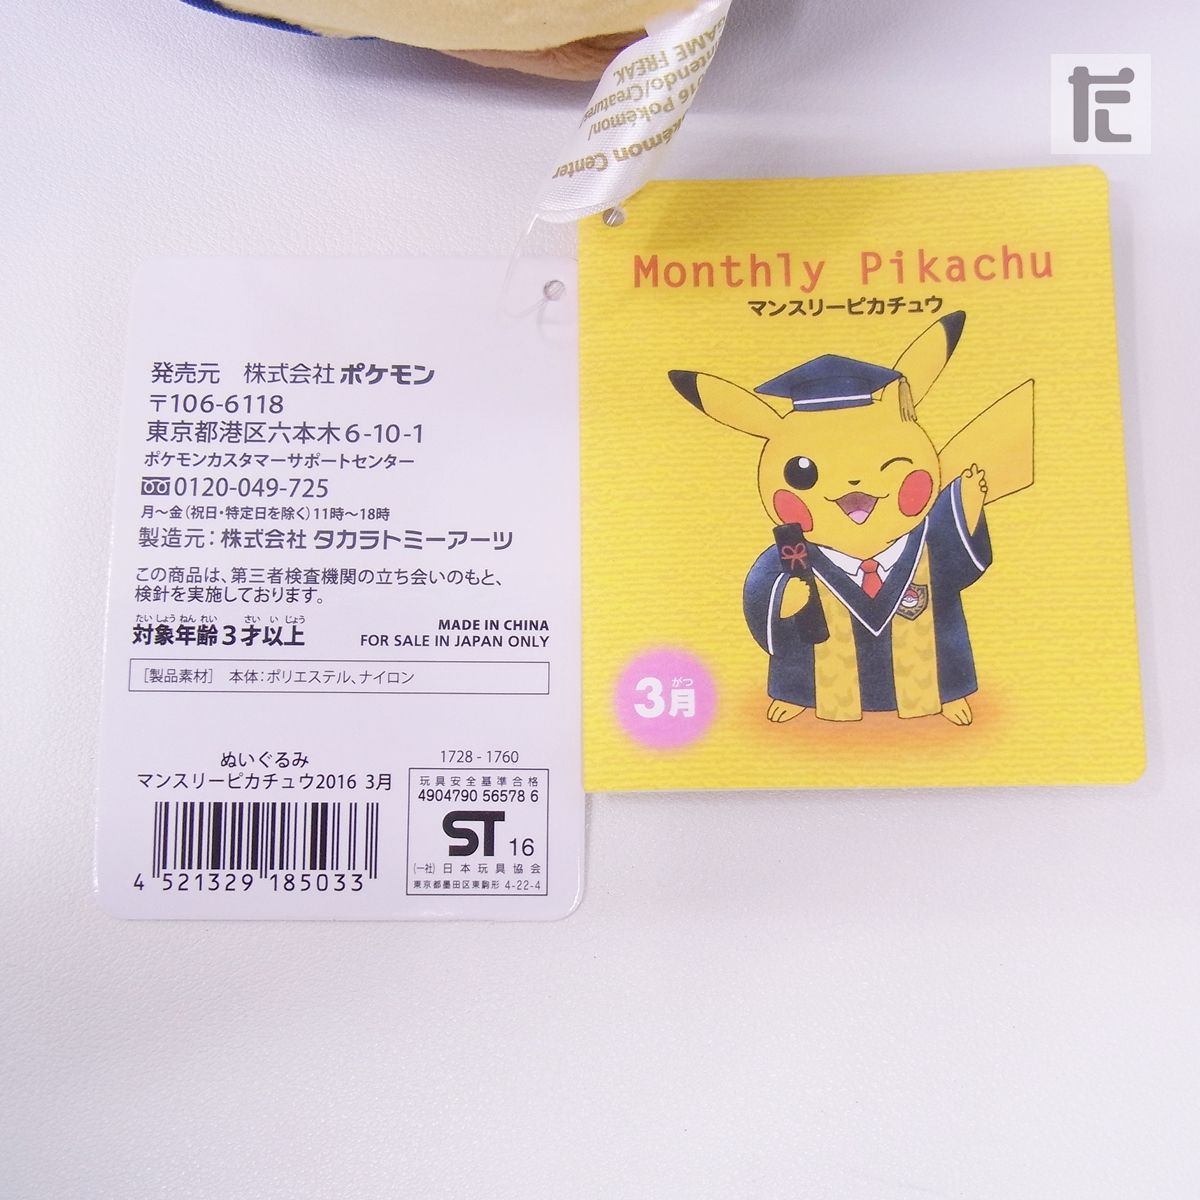 GAME FREAK.
Pokémon/
Center
Monthly Pikachu
マンスリーピカチュウ
3月
がつ
発売元 株式会社 ポケモン
〒106-6118
東京都港区六本木6-10-1
ポケモンカスタマーサポートセンター
0120-049-725
月～金（祝日・特定日を除く）11時～18時
製造元：株式会社 タカラトミーアーツ
この商品は、第三者検査機関の立ち会いのもと、
検針を実施しております。
たいしょうねんれい さいいじょう
対象年齢3才以上
MADE IN CHINA
FOR SALE IN JAPAN ONLY
［製品素材］ 本体：ポリエステル、ナイロン
ぬいぐるみ
マンスリーピカチュウ2016 3月
4 521329 185033
1728-1760
玩具安全基準合格
4904790 56578 6
ST 16
(一社)日本玩具協会
東京都墨田区東駒形 4-22-4